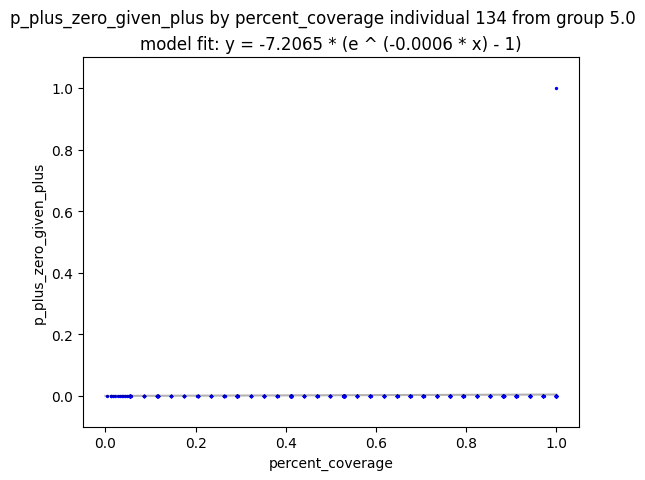 p_plus_zero_given_plus by percent_coverage individual 134 from group 5.0
model fit: y = -7.2065 * (e ^ (-0.0006 * x) - 1)
1.0
0.8
0.6
0.4
0.2
0.0
p_plus_zero_given_plus
0.0 0.2 0.4 0.6 0.8 1.0
percent_coverage